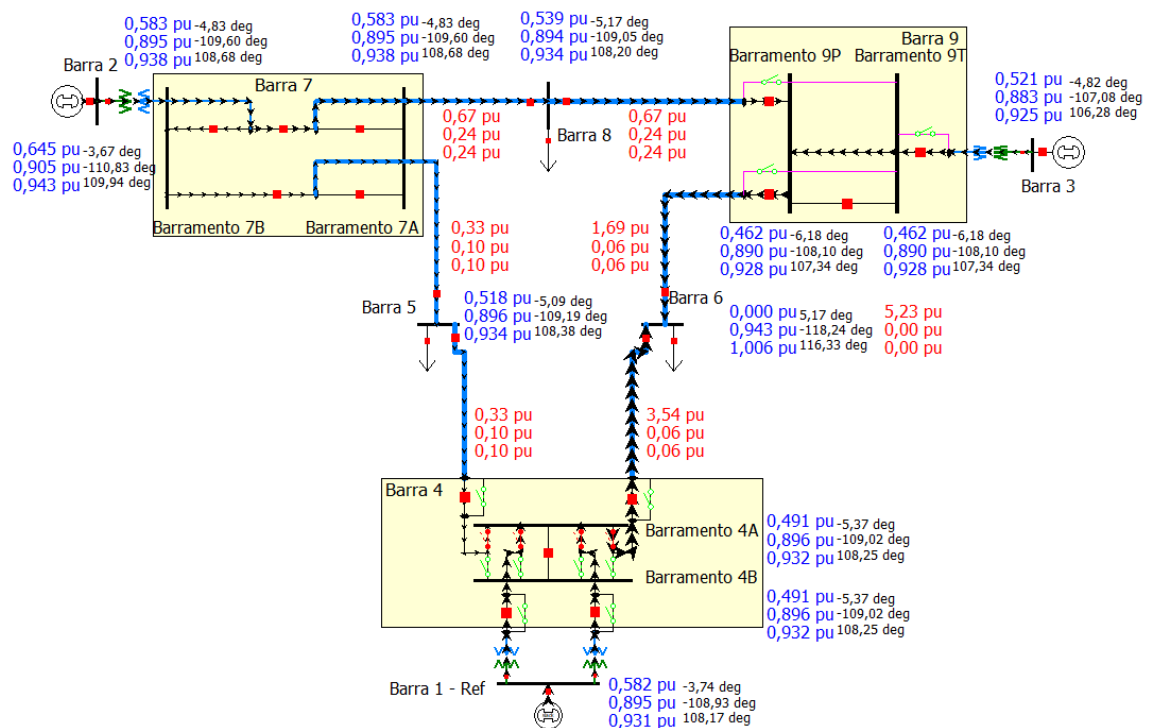 0,583 pu -4,83 deg
0,895 pu -109,60 deg
0,938 pu 108,68 deg
0,583 pu -4,83 deg
0,895 pu -109,60 deg
0,938 pu 108,68 deg
0,539 pu -5,17 deg
0,894 pu -109,05 deg
0,934 pu 108,20 deg
Barra 9
Barramento 9P
Barramento 9T
Barra 2
Barra 7
0,521 pu -4,82 deg
0,883 pu -107,08 deg
0,925 pu 106,28 deg
0,67 pu
0,24 pu
0,24 pu
Barra 8
0,67 pu
0,24 pu
0,24 pu
0,645 pu -3,67 deg
0,905 pu -110,83 deg
0,943 pu 109,94 deg
Barra 3
Barramento 7B
Barramento 7A
0,33 pu
0,10 pu
0,10 pu
1,69 pu
0,06 pu
0,06 pu
0,462 pu -6,18 deg
0,890 pu -108,10 deg
0,928 pu 107,34 deg
0,462 pu -6,18 deg
0,890 pu -108,10 deg
0,928 pu 107,34 deg
Barra 5
0,518 pu -5,09 deg
0,896 pu -109,19 deg
0,934 pu 108,38 deg
Barra 6
0,000 pu 5,17 deg
0,943 pu -118,24 deg
1,006 pu 116,33 deg
5,23 pu
0,00 pu
0,00 pu
0,33 pu
0,10 pu
0,10 pu
3,54 pu
0,06 pu
0,06 pu
Barra 4
Barramento 4A
0,491 pu -5,37 deg
0,896 pu -109,02 deg
0,932 pu 108,25 deg
Barramento 4B
0,491 pu -5,37 deg
0,896 pu -109,02 deg
0,932 pu 108,25 deg
Barra 1 - Ref
0,582 pu -3,74 deg
0,895 pu -108,93 deg
0,931 pu 108,17 deg